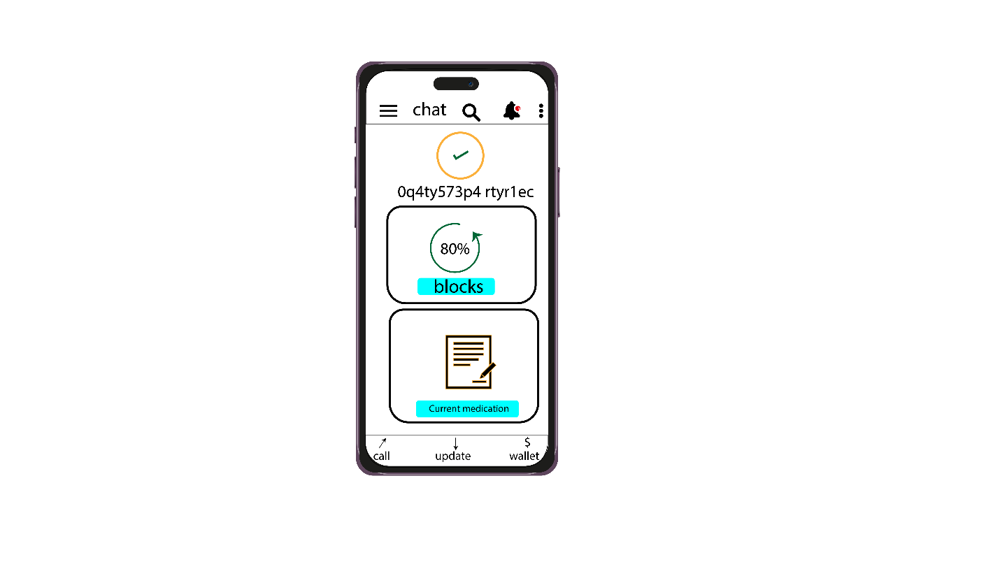 chat
0q4ty573p4 rtyr1ec
80%
blocks
Current medication
$
call update wallet